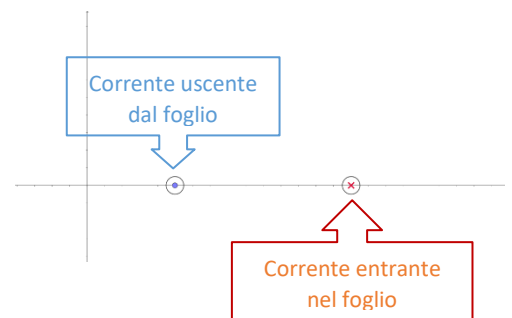 Corrente uscente
dal foglio
Corrente entrante
nel foglio